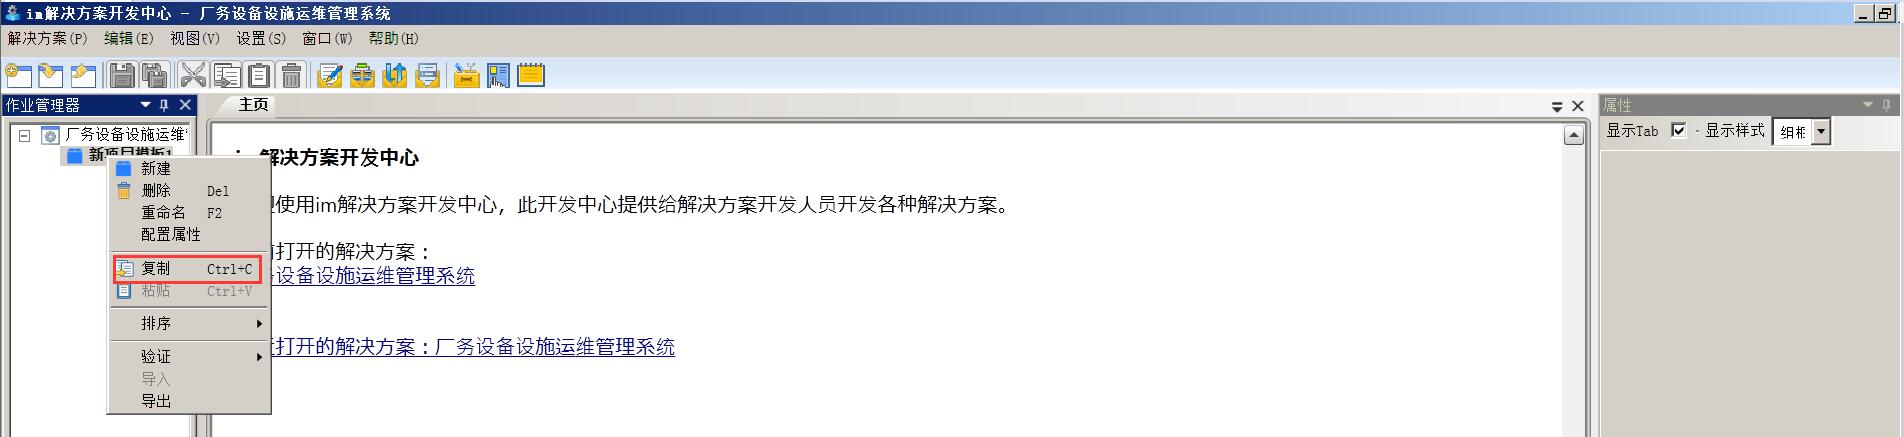 im解决方案开发中心 - 厂务设备设施运维管理系统
解决方案(P) 编辑(E) 视图(V) 设置(S) 窗口(W) 帮助(H)
作业管理器
主页
属性
厂务设备设施运维
显示Tab - 显示样式 细
新项目模板1
新建
删除 Del
重命名 F2
配置属性
复制 Ctrl+C
粘贴 Ctrl+V
排序
验证
导入
导出
解决方案开发中心
使用im解决方案开发中心，此开发中心提供给解决方案开发人员开发各种解决方案。
打开的解决方案：
设备设施运维管理系统
打开的解决方案：厂务设备设施运维管理系统